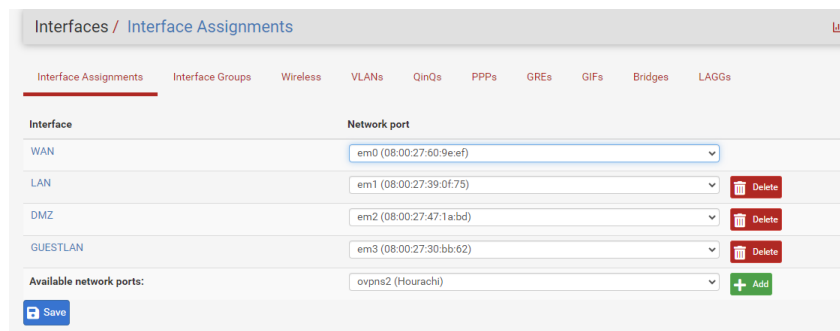 Interfaces / Interface Assignments
Interface Assignments Interface Groups Wireless VLANs QinQs PPPs GREs GIFs Bridges LAGGs
Interface Network port
WAN em0 (08:00:27:60:9e:ef)
LAN em1 (08:00:27:39:0f:75) Delete
DMZ em2 (08:00:27:47:1a:bd) Delete
GUESTLAN em3 (08:00:27:30:bb:62) Delete
Available network ports: ovpns2 (Hourachi) Add
Save